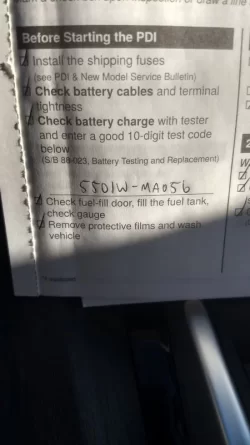 Before Starting the PDI
Install the shipping fuses
(see PDI & New Model Service Bulletin)
Check battery cables and terminal
tightness
Check battery charge with tester
and enter a good 10-digit test code
below
(S/B 88-023, Battery Testing and Replacement)
5501W-MA056
Check fuel-fill door, fill the fuel tank,
check gauge
Remove protective films and wash
vehicle